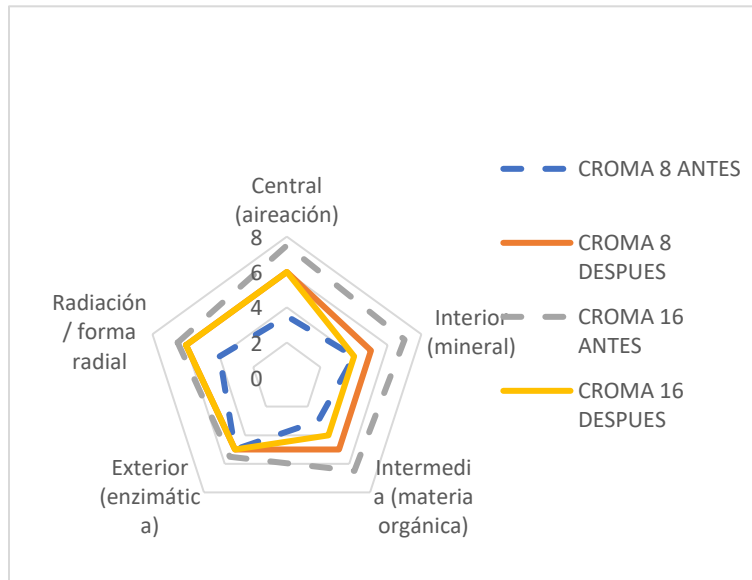 Central
(aireación)
8
6
4
2
0
Interior
(mineral)
Intermedi
a (materia
orgánica)
Exterior
(enzimátic
a)
Radiación
/ forma
radial
CROMA 8 ANTES
CROMA 8
DESPUES
CROMA 16
ANTES
CROMA 16
DESPUES